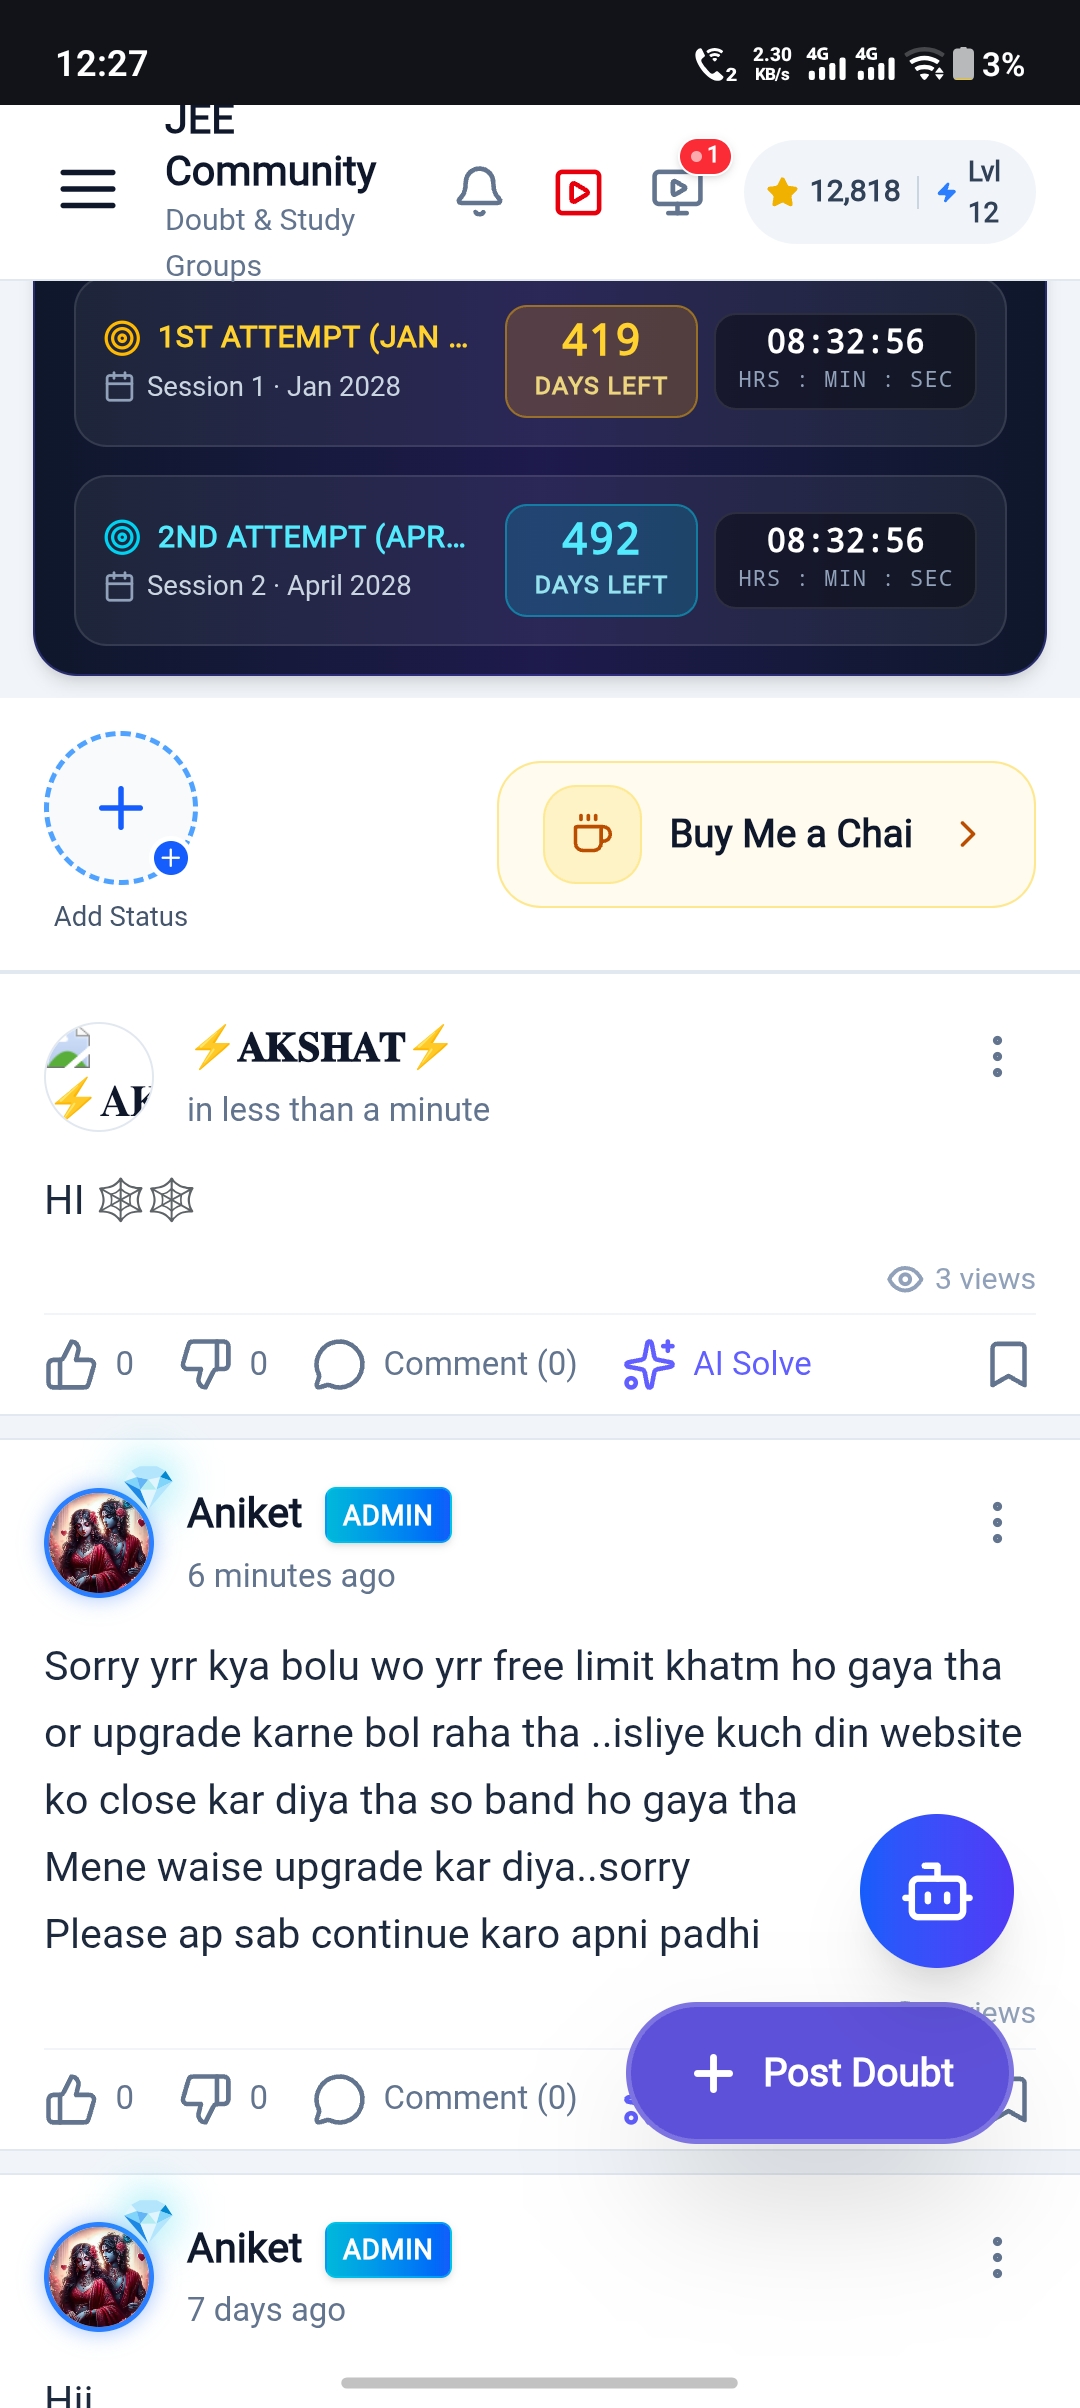 12:27
2
2.30
KB/s
4G
4G
3%
JEE
Community
Doubt & Study
Groups
1
12,818
Lvl
12
1ST ATTEMPT (JAN ...
Session 1 · Jan 2028
419
DAYS LEFT
08:32:56
HRS : MIN : SEC
2ND ATTEMPT (APR...
Session 2 · April 2028
492
DAYS LEFT
08:32:56
HRS : MIN : SEC
Add Status
Buy Me a Chai
⚡AKSHAT⚡
⚡AK
in less than a minute
HI 🕸️🕸️
3 views
0
0
Comment (0)
AI Solve
Aniket
ADMIN
6 minutes ago
Sorry yrr kya bolu wo yrr free limit khatm ho gaya tha
or upgrade karne bol raha tha ..isliye kuch din website
ko close kar diya tha so band ho gaya tha
Mene waise upgrade kar diya..sorry
Please ap sab continue karo apni padhi
Post Doubt
0
0
Comment (0)
Aniket
ADMIN
7 days ago
Hii